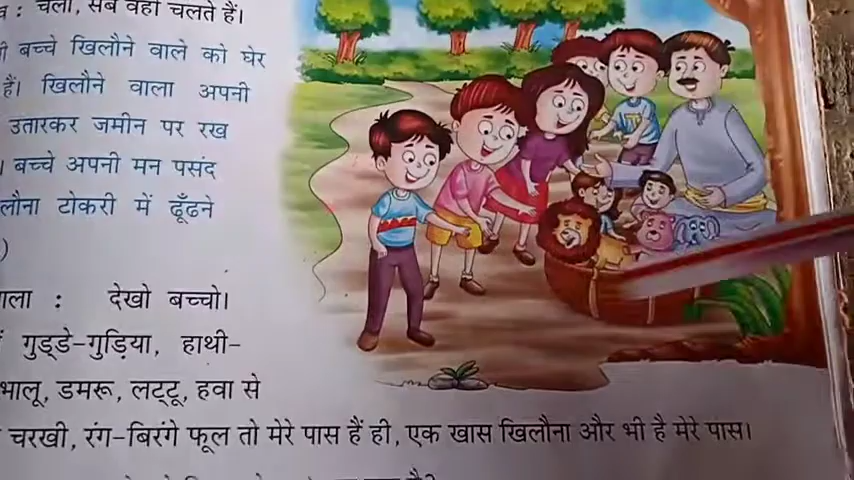 : चलो, सब वहीं चलते हैं।
बच्चे खिलौने वाले को घेर
हैं। खिलौने वाला अपनी
उतारकर जमीन पर रख
। बच्चे अपनी मन पसंद
टोकरी में ढूँढने
)
: देखो बच्चो।
गुड्डे-गुड़िया, हाथी-
भालू, डमरू, लट्टू, हवा से
चरखी, रंग-बिरंगे फूल तो मेरे पास हैं ही, एक खास खिलौना और भी है मेरे पास।